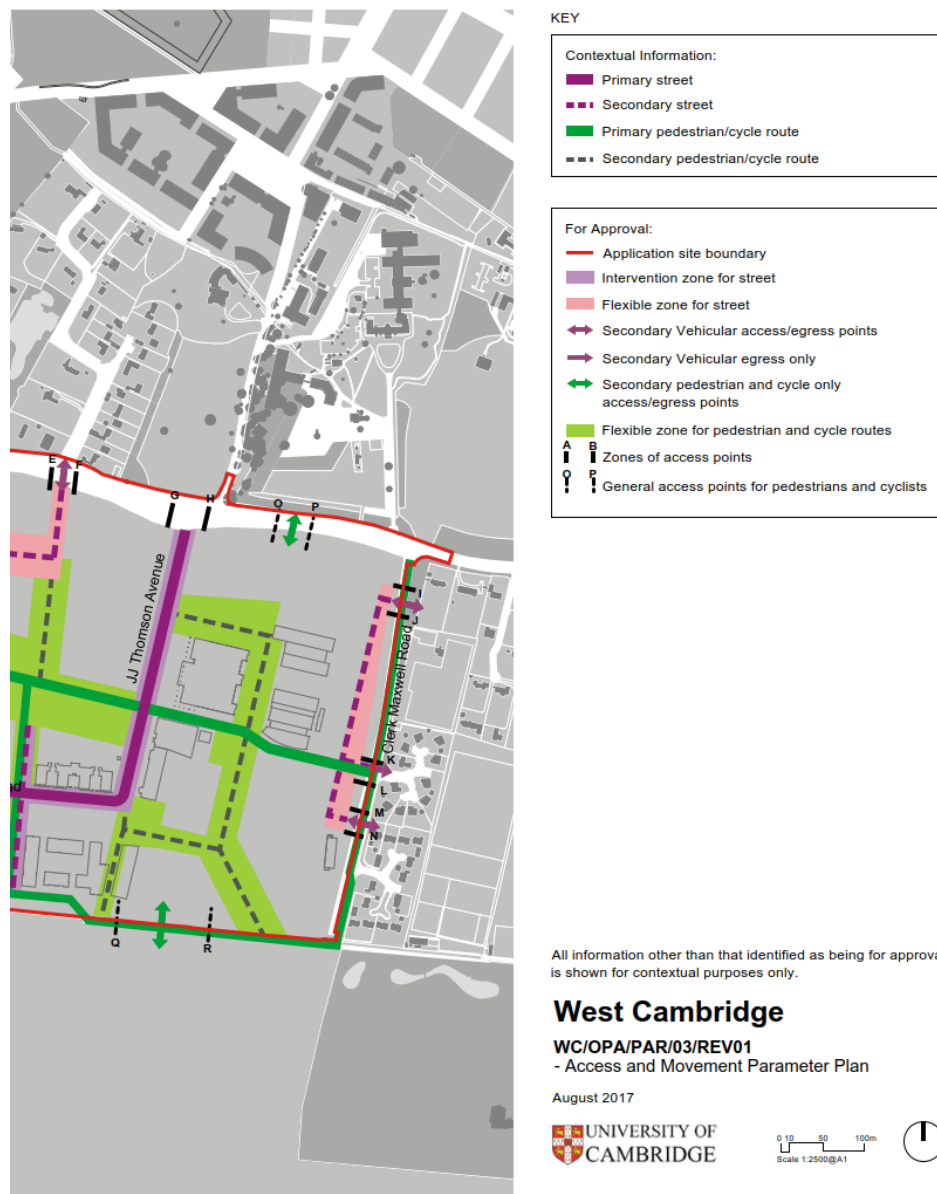 KEY
Contextual Information:
Primary street
Secondary street
Primary pedestrian/cycle route
Secondary pedestrian/cycle route
For Approval:
Application site boundary
Intervention zone for street
Flexible zone for street
Secondary Vehicular access/egress points
Secondary Vehicular egress only
Secondary pedestrian and cycle only
access/egress points
Flexible zone for pedestrian and cycle routes
A B
Zones of access points
O P
General access points for pedestrians and cyclists
E F
G H
O P
I
J
JJ Thomson Avenue
Clerk Maxwell Road
K
L
M
N
ad
Q
R
All information other than that identified as being for approva
is shown for contextual purposes only.
West Cambridge
WC/OPA/PAR/03/REV01
- Access and Movement Parameter Plan
August 2017
UNIVERSITY OF
CAMBRIDGE
0 10 50 100m
Scale 1:2500@A1